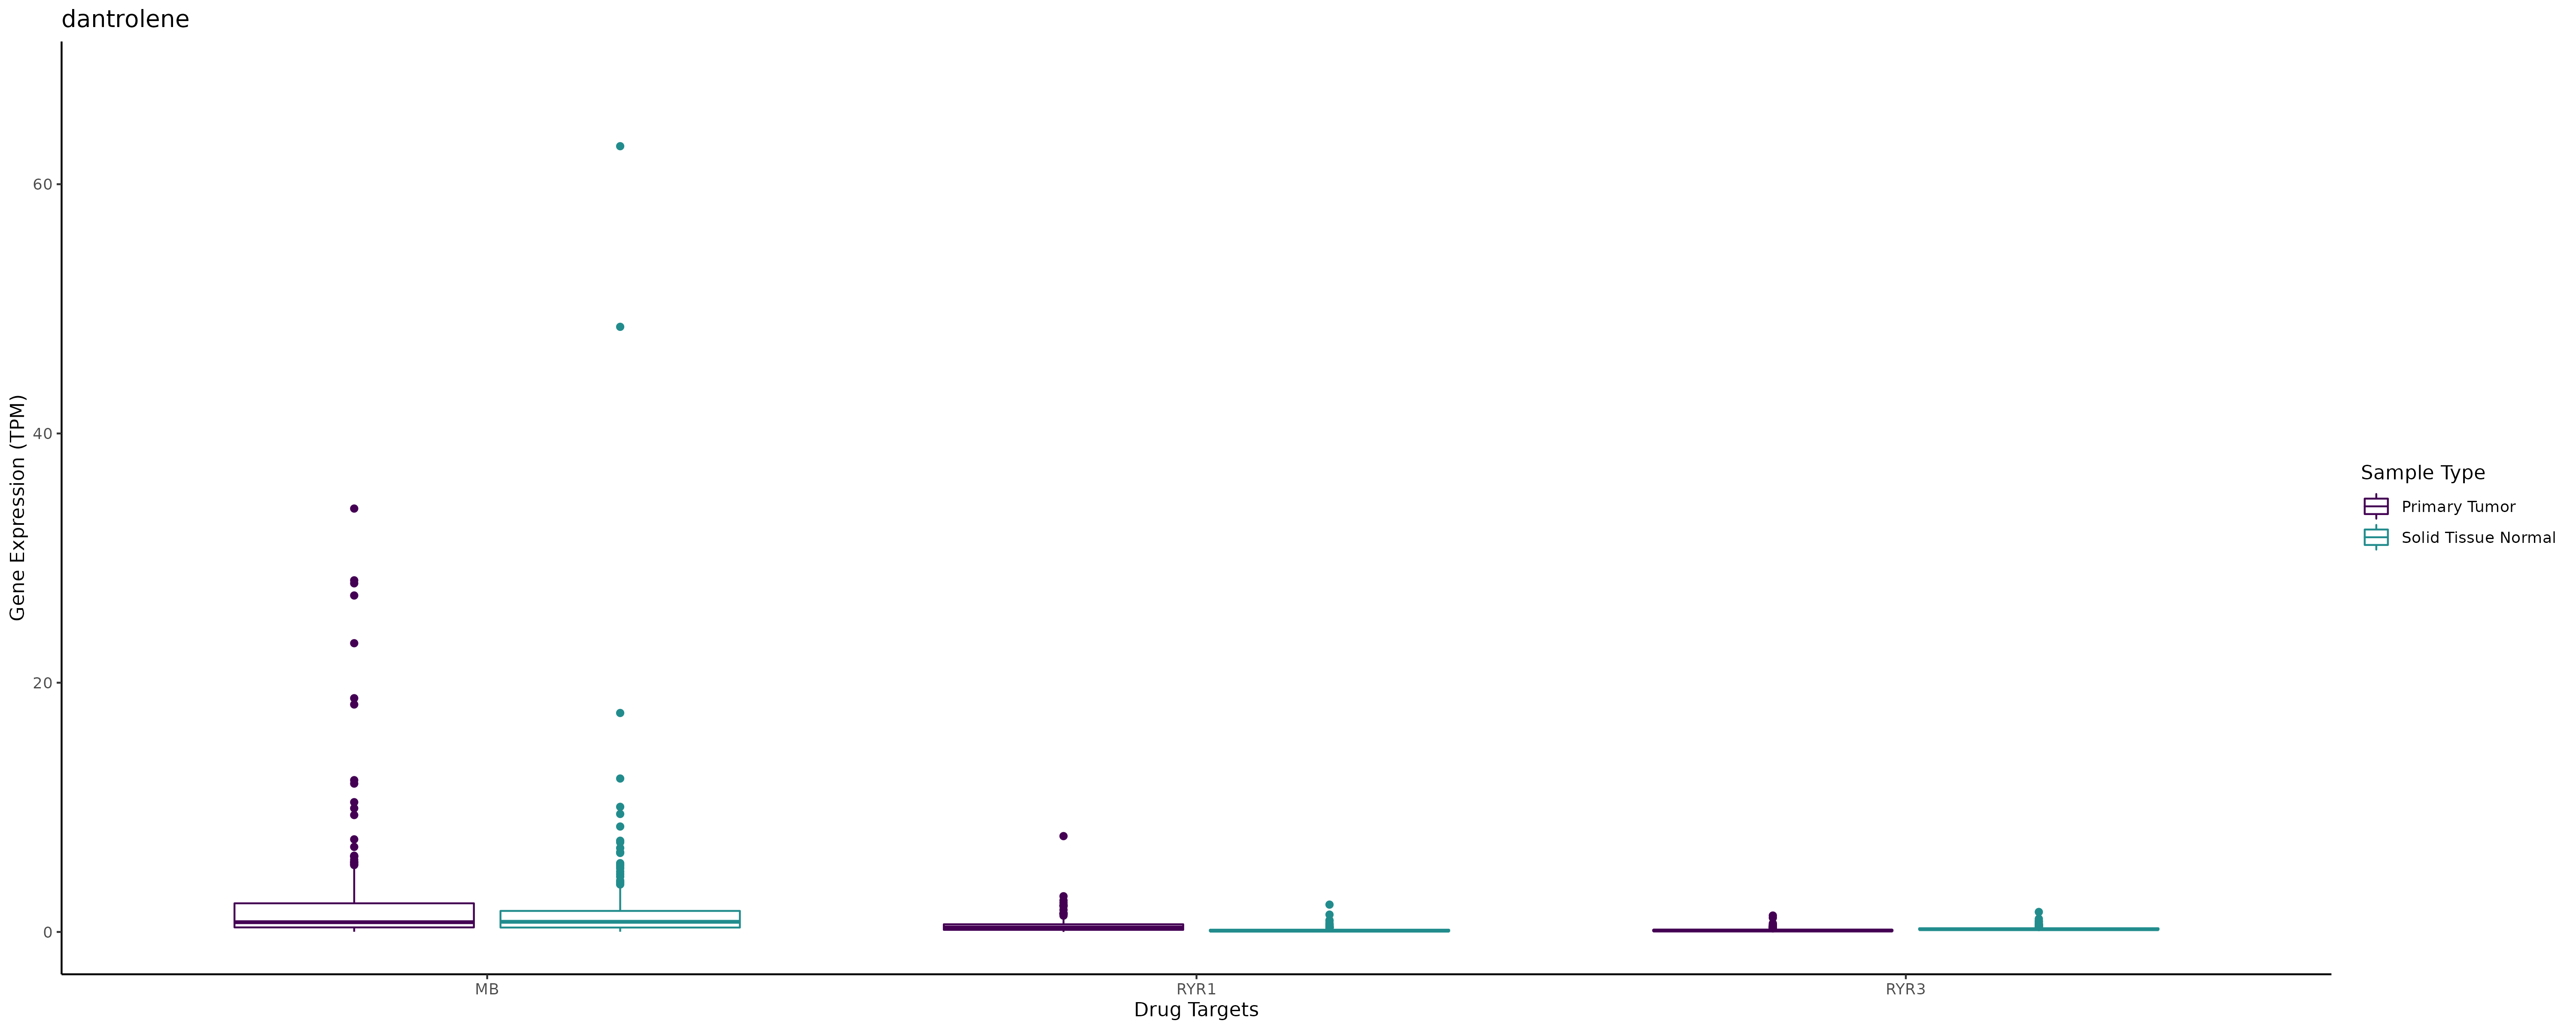 dantrolene
Gene Expression (TPM)
60
40
20
0
MB
RYR1
RYR3
Drug Targets
Sample Type
Primary Tumor
Solid Tissue Normal